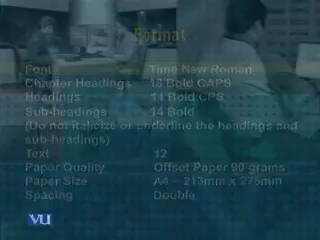 Format
Font Time New Roman
Chapter Headings 16 Bold CAPS
Headings 14 Bold CPS
Sub-headings 14 Bold
(Do not italicize or underline the headings and
sub-headings)
Text 12
Paper Quality Offset Paper 90 grams
Paper Size A4 – 213mm x 275mm
Spacing Double
VU